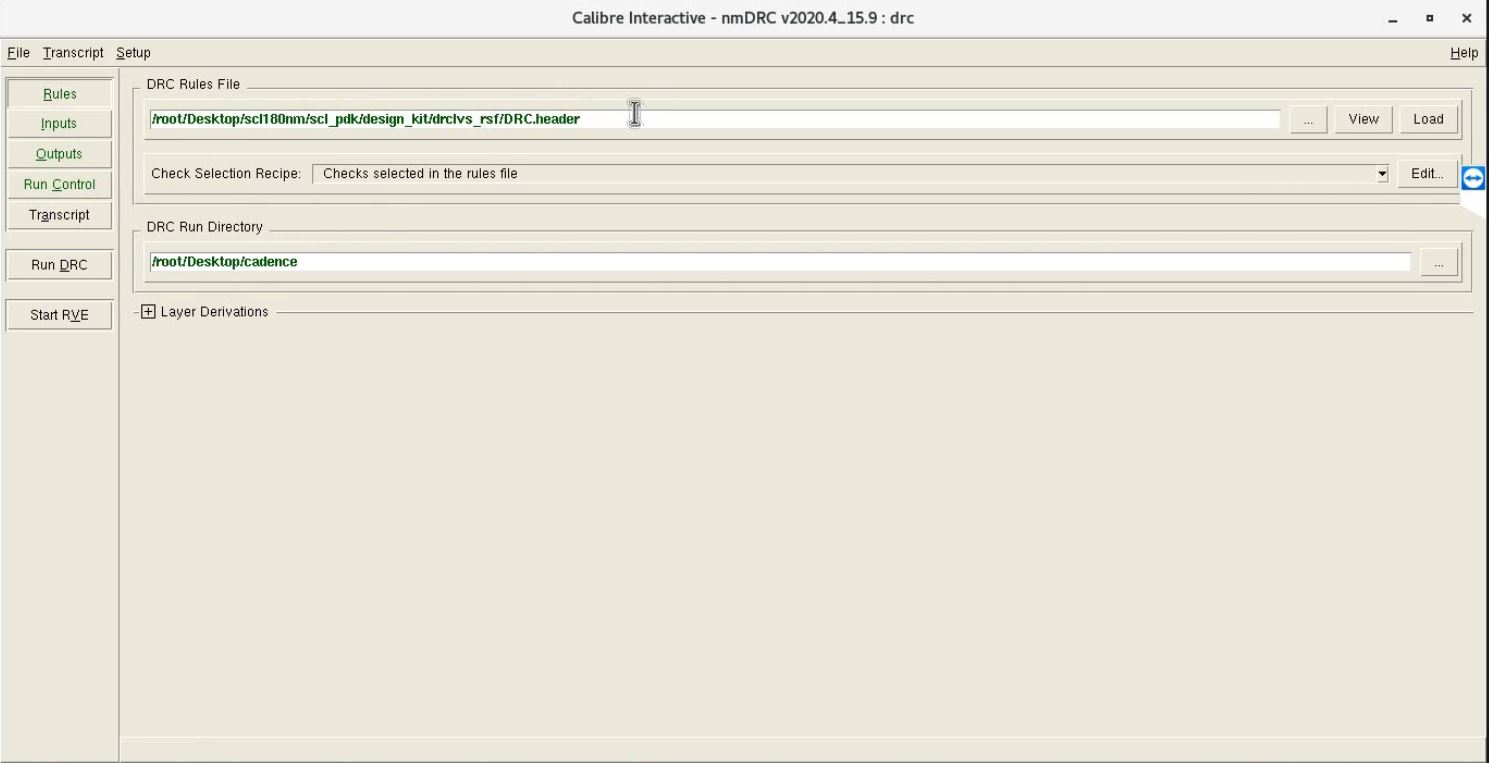 Calibre Interactive - nmDRC v2020.4_15.9 : drc
File Transcript Setup Help
Rules
Inputs
Outputs
Run Control
Transcript
Run DRC
Start RVE
DRC Rules File
/root/Desktop/scl180nm/scl_pdk/design_kit/drclvs_rsf/DRC.header ... View Load
Check Selection Recipe: Checks selected in the rules file Edit...
DRC Run Directory
/root/Desktop/cadence ...
Layer Derivations